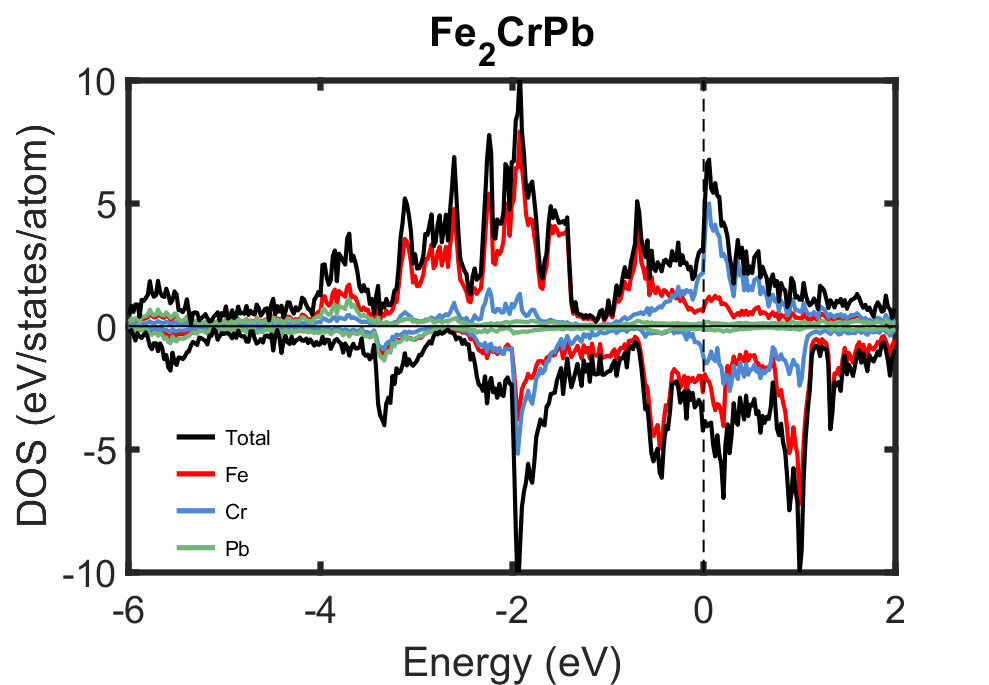 Fe₂CrPb
DOS (eV/states/atom)
10
5
0
-5
-10
Total
Fe
Cr
Pb
-6 -4 -2 0 2
Energy (eV)